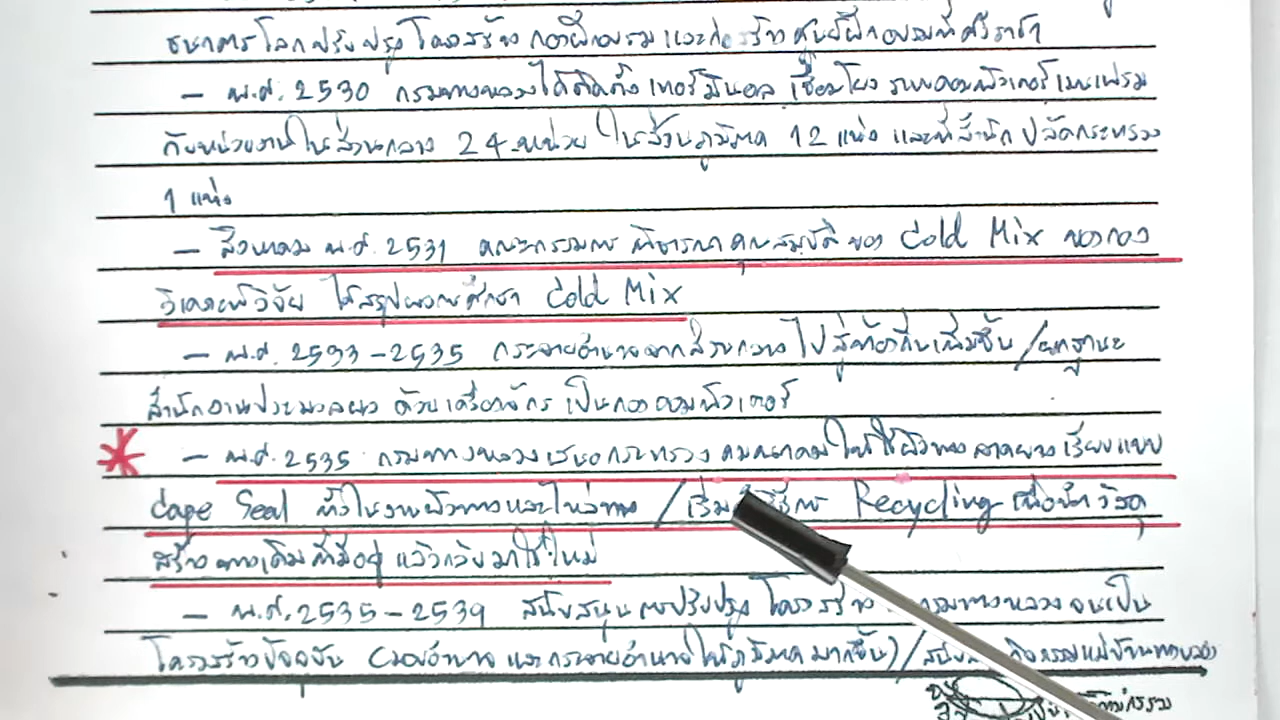 ธนาคารโลกปรับปรุงโครงสร้าง กองฝึกอบรม และก่อสร้าง ศูนย์ฝึกอบรมที่ศรีราชา
– พ.ศ. 2530 กรมทางหลวงได้ติดตั้ง เทอร์มินอล เชื่อมโยง ระบบคอมพิวเตอร์เมนเฟรม
กับหน่วยงานในส่วนกลาง 24 หน่วย ในส่วนภูมิภาค 12 แห่ง และที่สำนักปลัดกระทรวง
1 แห่ง
– สิงหาคม พ.ศ. 2531 คณะกรรมการ พิจารณาคุณสมบัติ ของ Cold Mix ของกอง
วิเคราะห์วิจัย ได้สรุปผลการศึกษา Cold Mix
– พ.ศ. 2533 – 2535 กระจายอำนาจจากส่วนกลาง ไปสู่ท้องถิ่นเพิ่มขึ้น / ยกฐานะ
สำนักงานประมวลผล ด้วยเครื่องจักร เป็นกองคอมพิวเตอร์
– พ.ศ. 2535 กรมทางหลวงเสนอกระทรวง คมนาคม ให้ใช้ผิวทาง ลาดยาง เรียบแบบ
Cape Seal ทั้งในงานผิวทางและไหล่ทาง / เริ่ม Recycling เพื่อนำ วัสดุ
สร้างทางเดิมที่มีอยู่ แล้วกลับมาใช้ใหม่
– พ.ศ. 2535 – 2539 สนับสนุนการปรับปรุง โครงสร้าง กรมทางหลวง จนเป็น
โครงสร้างปัจจุบัน (มอบอำนาจ และกระจายอำนาจให้ภูมิภาคมากขึ้น) / กิจกรรมแม่บ้านทางหลวง